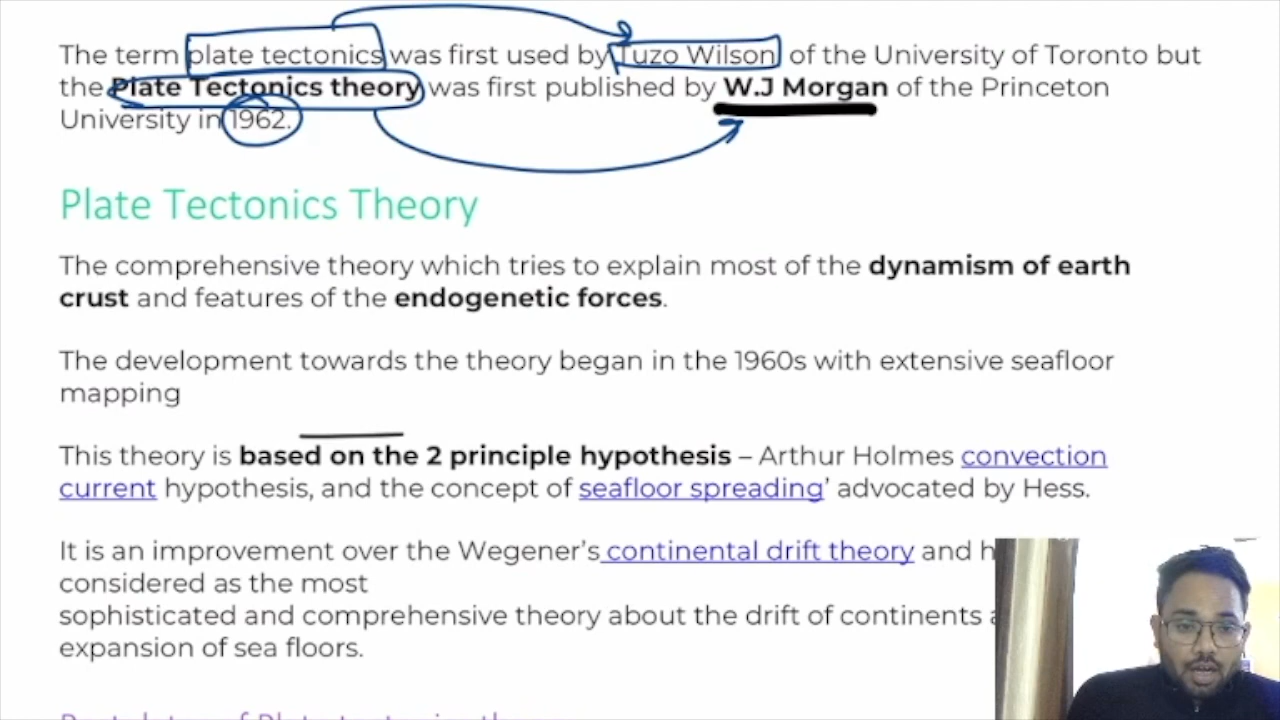 The term plate tectonics was first used by Tuzo Wilson of the University of Toronto but
the Plate Tectonics theory was first published by W.J Morgan of the Princeton
University in 1962.
Plate Tectonics Theory
The comprehensive theory which tries to explain most of the dynamism of earth
crust and features of the endogenetic forces.
The development towards the theory began in the 1960s with extensive seafloor
mapping
This theory is based on the 2 principle hypothesis – Arthur Holmes convection
current hypothesis, and the concept of seafloor spreading’ advocated by Hess.
It is an improvement over the Wegener’s continental drift theory and
considered as the most
sophisticated and comprehensive theory about the drift of continents
expansion of sea floors.